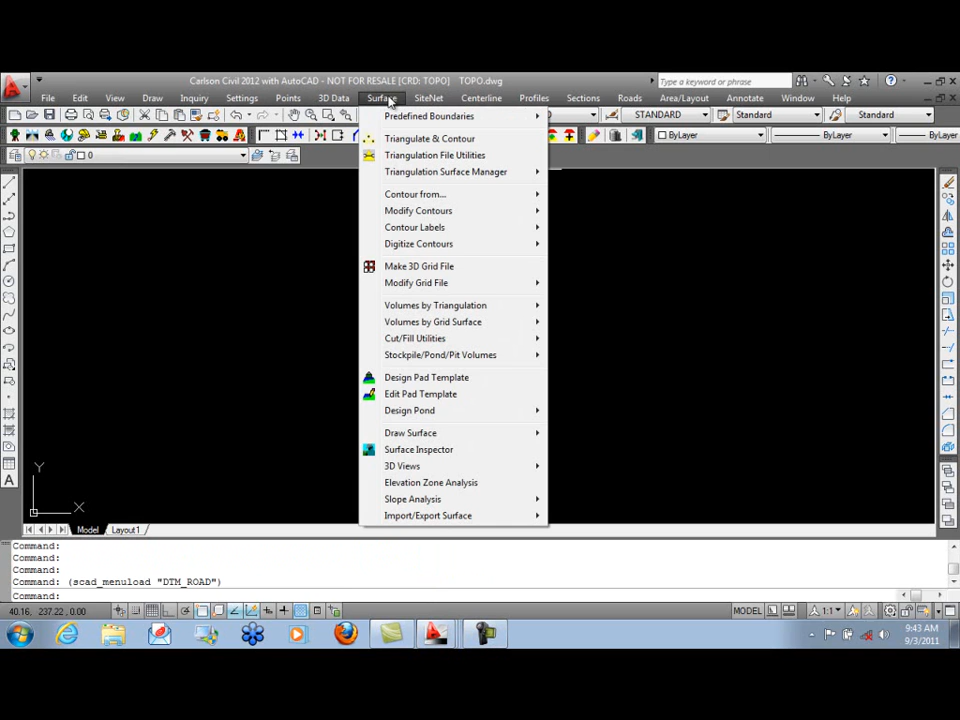 Carlson Civil 2012 with AutoCAD - NOT FOR RESALE [CRD: TOPO] TOPO.dwg
Type a keyword or phrase
File Edit View Draw Inquiry Settings Points 3D Data Surface SiteNet Centerline Profiles Sections Roads Area/Layout Annotate Window Help
STANDARD Standard Standard
0 ByLayer ByLayer ByLayer
Predefined Boundaries
Triangulate & Contour
Triangulation File Utilities
Triangulation Surface Manager
Contour from...
Modify Contours
Contour Labels
Digitize Contours
Make 3D Grid File
Modify Grid File
Volumes by Triangulation
Volumes by Grid Surface
Cut/Fill Utilities
Stockpile/Pond/Pit Volumes
Design Pad Template
Edit Pad Template
Design Pond
Draw Surface
Surface Inspector
3D Views
Elevation Zone Analysis
Slope Analysis
Import/Export Surface
A
Y
X
Model Layout1
Command:
Command:
Command:
Command: (scad_menuload "DTM_ROAD")
Command:
40.16, 237.22 , 0.00 MODEL 1:1
9:43 AM
9/3/2011